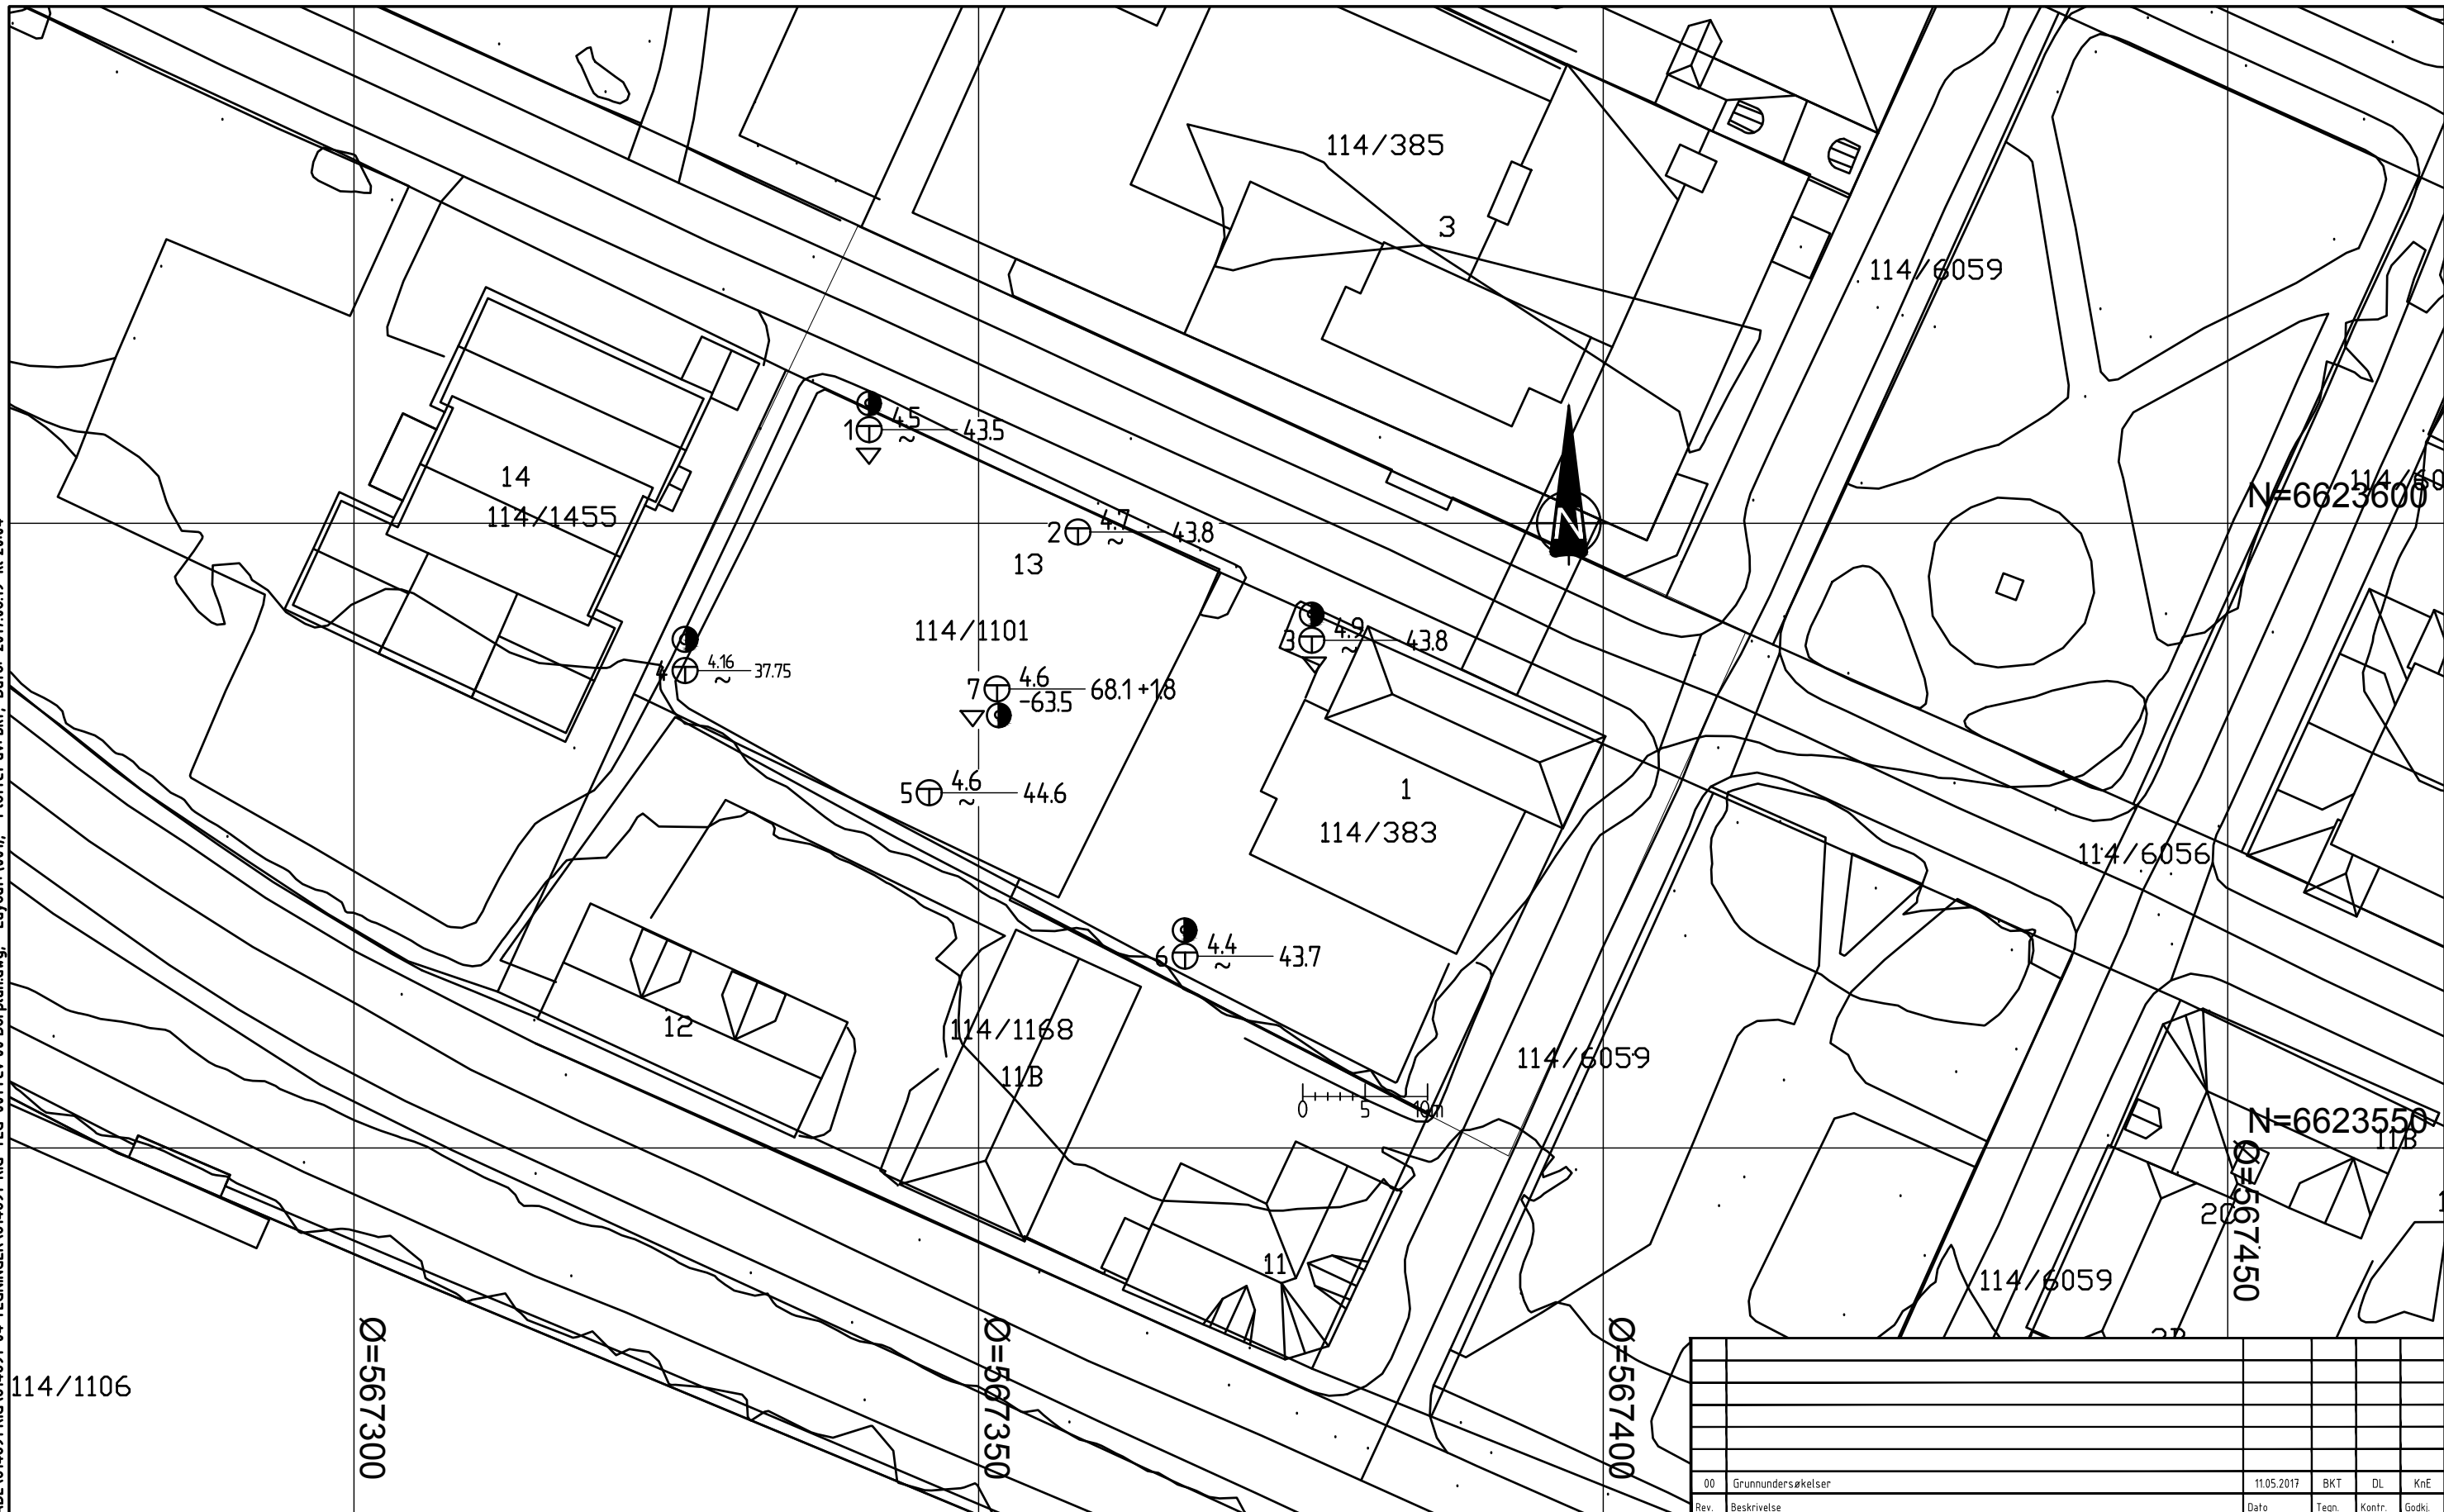 114/385
3
114/6059
1 4.5 ~ 43.5
14
114/1455
N=6623600
2 4.7 ~ 43.8
N
13
114/1101
3 4.9 ~ 43.8
4 4.16 ~ 37.75
7 4.6 -63.5 68.1+1.8
5 4.6 ~ 44.6
1
114/383
114/6056
6 4.4 ~ 43.7
12
114/1168
11B
114/6059
0 5 10m
N=6623550
11B
20
11
114/6059
Ø=567300
Ø=567350
Ø=567400
Ø=567450
114/1106
00 Grunnundersøkelser 11.05.2017 BKT DL KnE
Rev. Beskrivelse Dato Tegn. Kontr. Godkj.